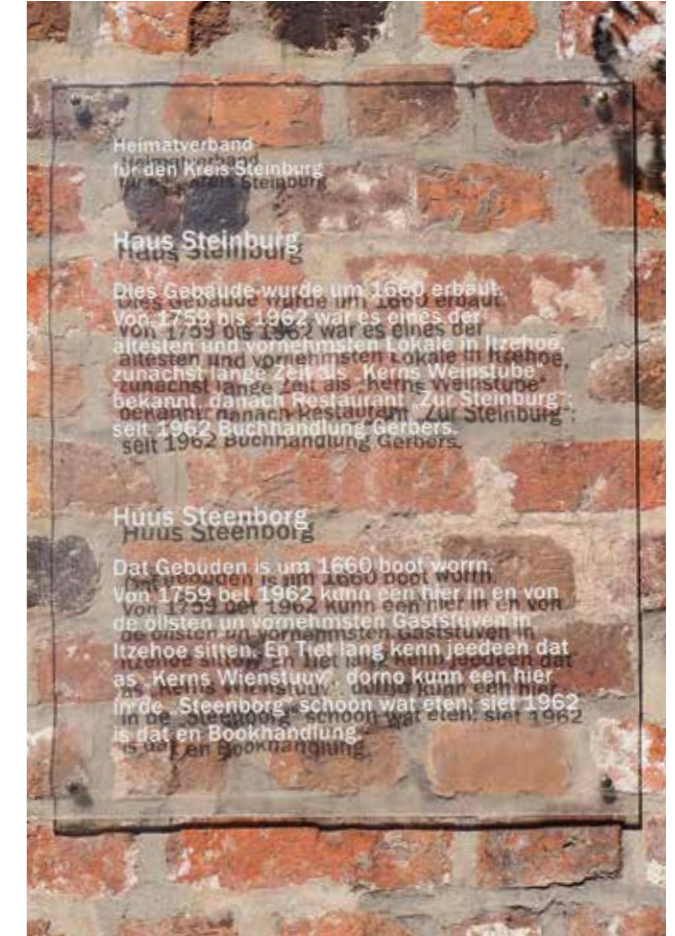 Heimatverband
für den Kreis Steinburg
Haus Steinburg
Dies Gebäude wurde um 1660 erbaut.
Von 1759 bis 1962 war es eines der
ältesten und vornehmsten Lokale in Itzehoe,
zunächst lange Zeit als „Kerns Weinstube“
bekannt, danach Restaurant „Zur Steinburg“;
seit 1962 Buchhandlung Gerbers.
Huus Steenborg
Dat Gebuden is um 1660 boot worrn.
Von 1759 bet 1962 kunn een hier in en von
de öllsten un vornehmsten Gaststuven in
Itzehoe sitten. En Tiet lang kenn jeedeen dat
as „Kerns Wienstuuv“, dorno kunn een hier
in de „Steenborg“ schöön wat eten; siet 1962
is dat en Bookhandlung.